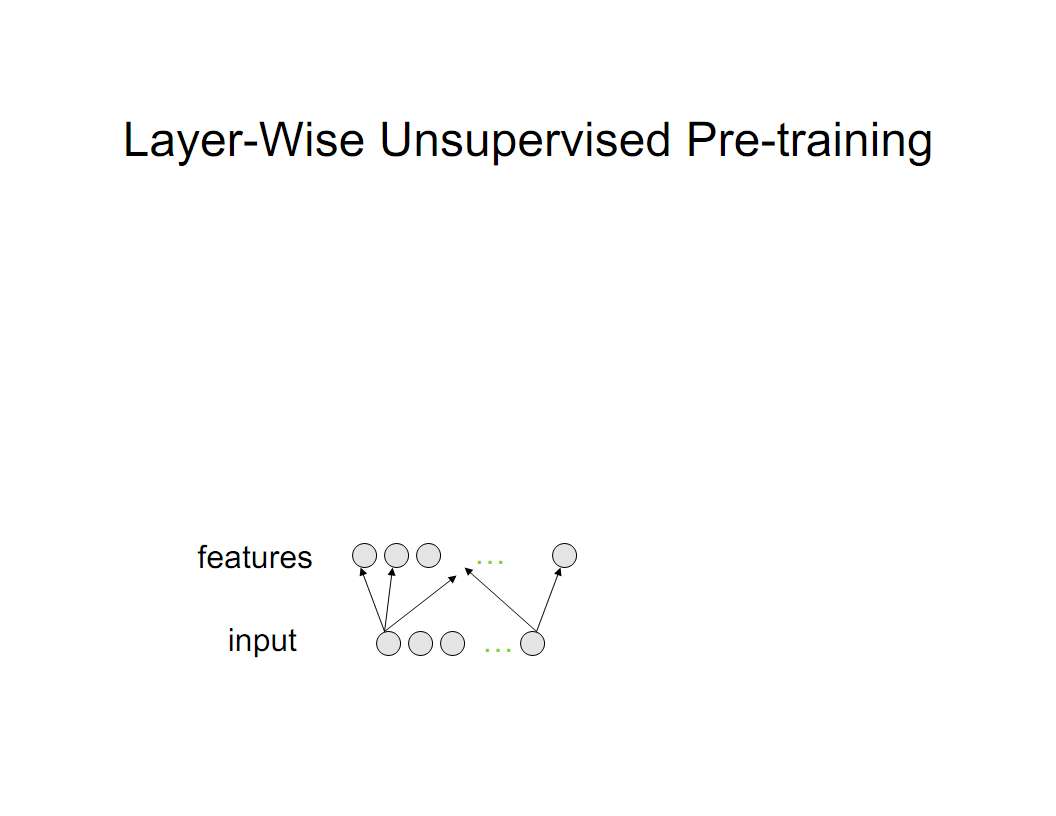 Layer-Wise Unsupervised Pre-training
features
…
input
…